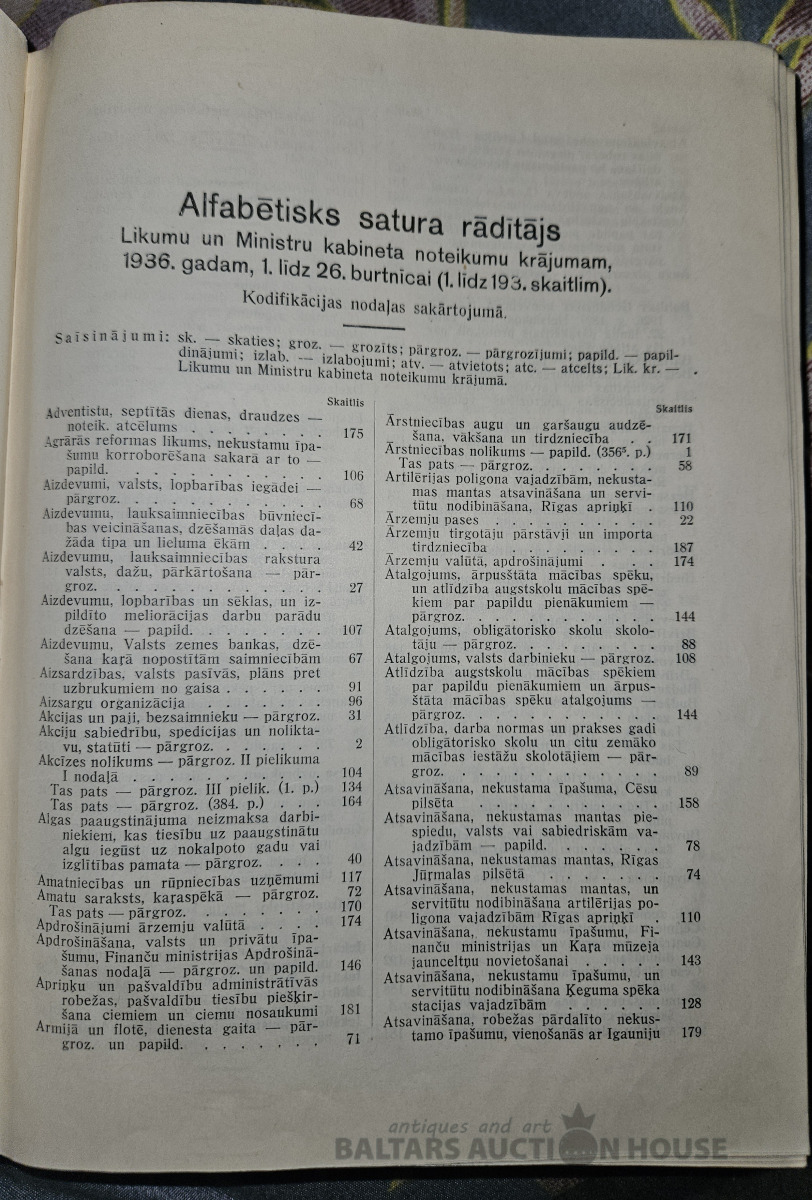 Alfabētisks satura rādītājs
Likumu un Ministru kabineta noteikumu krājumam,
1936. gadam, 1. līdz 26. burtnīcai (1. līdz 193. skaitlim).
Kodifikācijas nodaļas sakārtojumā.
Saīsinājumi: sk. — skaties; groz. — grozīts; pārgroz. — pārgrozījumi; papild. — papil-
dinājumi; izlab. — izlabojumi; atv. — atvietots; atc. — atcelts; Lik. kr. —
Likumu un Ministru kabineta noteikumu krājumā.
Skaitlis
Adventistu, septītās dienas, draudzes —
noteik. atcēlums . . . . . . . . 175
Agrārās reformas likums, nekustamu īpa-
šumu korroborēšana sakarā ar to —
papild. . . . . . . . . . . . 106
Aizdevumi, valsts, lopbarības iegādei —
pārgroz. . . . . . . . . . . . 68
Aizdevumu, lauksaimniecības būvniecī-
bas veicināšanas, dzēšamās daļas da-
žāda tipa un lieluma ēkām . . . . 42
Aizdevumu, lauksaimniecības rakstura
valsts, dažu, pārkārtošana — pār-
groz. . . . . . . . . . . . . 27
Aizdevumu, lopbarības un sēklas, un iz-
pildīto meliorācijas darbu parādu
dzēšana — papild. . . . . . . . 107
Aizdevumu, Valsts zemes bankas, dzē-
šana kaŗā nopostītām saimniecībām 67
Aizsardzības, valsts pasīvās, plāns pret
uzbrukumiem no gaisa . . . . . . 91
Aizsargu organizācija . . . . . . 96
Akcijas un paji, bezsaimnieku — pārgroz. 31
Akciju sabiedrību, spedicijas un nolikta-
vu, statūti — pārgroz. . . . . . . 2
Akcīzes nolikums — pārgroz. II pielikuma
I nodaļā . . . . . . . . . . . 104
Tas pats — pārgroz. III pielik. (1. p.) 134
Tas pats — pārgroz. (384. p.) . . . 164
Algas paaugstinājuma neizmaksa darbi-
niekiem, kas tiesību uz paaugstinātu
algu iegūst uz nokalpoto gadu vai
izglītības pamata — pārgroz. . . . 40
Amatniecības un rūpniecības uzņēmumi 117
Amatu saraksts, kaŗaspēkā — pārgroz. 72
Tas pats — pārgroz. . . . . . . . 170
Apdrošinājumi ārzemju valūtā . . . . 174
Apdrošināšana, valsts un privātu īpa-
šumu, Finanču ministrijas Apdrošinā-
šanas nodaļā — pārgroz. un papild. 146
Apriņķu un pašvaldību administrātīvās
robežas, pašvaldību tiesību piešķir-
šana ciemiem un ciemu nosaukumi 181
Armijā un flotē, dienesta gaita — pār-
groz. un papild. . . . . . . . 71
Skaitlis
Ārstniecības augu un garšaugu audzē-
šana, vākšana un tirdzniecība . . 171
Ārstniecības nolikums — papild. (356⁵. p.) 1
Tas pats — pārgroz. . . . . . . . 58
Artilērijas poligona vajadzībām, nekusta-
mas mantas atsavināšana un servi-
tūtu nodibināšana, Rīgas apriņķī . 110
Ārzemju pases . . . . . . . . . 22
Ārzemju tirgotāju pārstāvji un importa
tirdzniecība . . . . . . . . . 187
Ārzemju valūtā, apdrošinājumi . . . 174
Atalgojums, ārpusštāta mācības spēku,
un atlīdzība augstskolu mācības spē-
kiem par papildu pienākumiem —
pārgroz. . . . . . . . . . . . 144
Atalgojums, obligātorisko skolu skolo-
tāju — pārgroz. . . . . . . . . 88
Atalgojums, valsts darbinieku — pārgroz. 108
Atlīdzība augstskolu mācības spēkiem
par papildu pienākumiem un ārpus-
štāta mācības spēku atalgojums —
pārgroz. . . . . . . . . . . . 144
Atlīdzība, darba normas un prakses gadi
obligātorisko skolu un citu zemāko
mācības iestāžu skolotājiem — pār-
groz. . . . . . . . . . . . . 89
Atsavināšana, nekustama īpašuma, Cēsu
pilsēta . . . . . . . . . . . 158
Atsavināšana, nekustamas mantas pie-
spiedu, valsts vai sabiedriskām va-
jadzībām — papild. . . . . . . 78
Atsavināšana, nekustamas mantas, Rīgas
Jūrmalas pilsētā . . . . . . . 74
Atsavināšana, nekustamas mantas, un
servitūtu nodibināšana artilērijas po-
ligona vajadzībām Rīgas apriņķī . 110
Atsavināšana, nekustamu īpašumu, Fi-
nanču ministrijas un Kaŗa mūzeja
jaunceltņu novietošanai . . . . . 143
Atsavināšana, nekustamu īpašumu, un
servitūtu nodibināšana Ķeguma spēka
stacijas vajadzībām . . . . . . 128
Atsavināšana, robežas pārdalīto nekus-
tamo īpašumu, vienošanās ar Igauniju 179
antiques and art
BALTARS AUCTION HOUSE